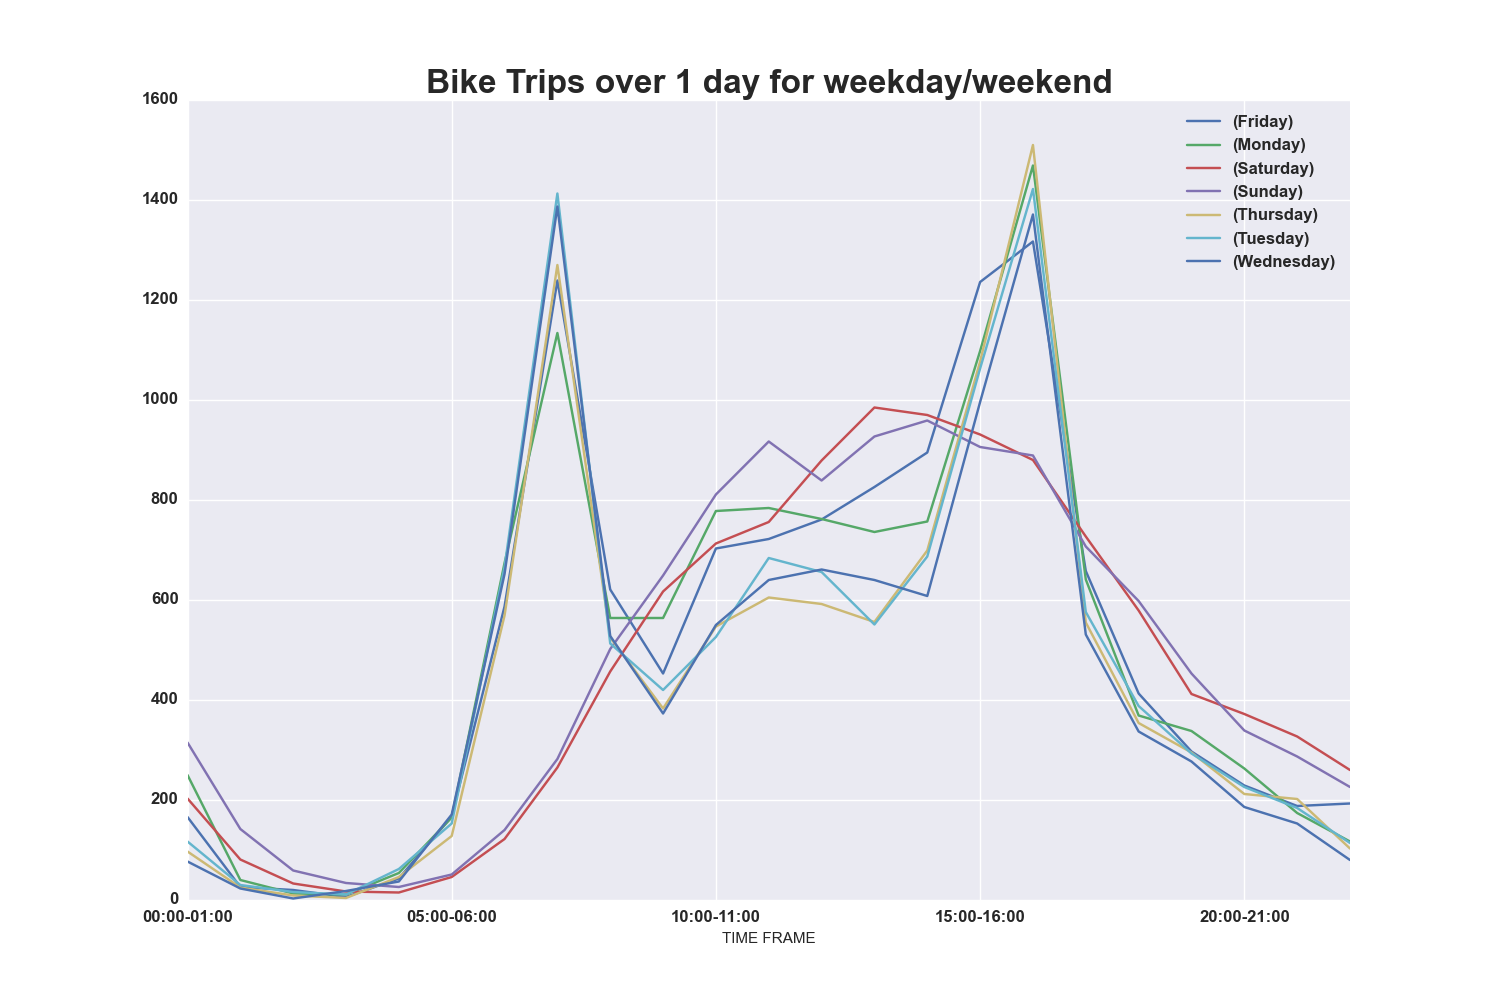 Bike Trips over 1 day for weekday/weekend
1600
1400
1200
1000
800
600
400
200
0
(Friday)
(Monday)
(Saturday)
(Sunday)
(Thursday)
(Tuesday)
(Wednesday)
00:00-01:00 05:00-06:00 10:00-11:00 15:00-16:00 20:00-21:00
TIME FRAME